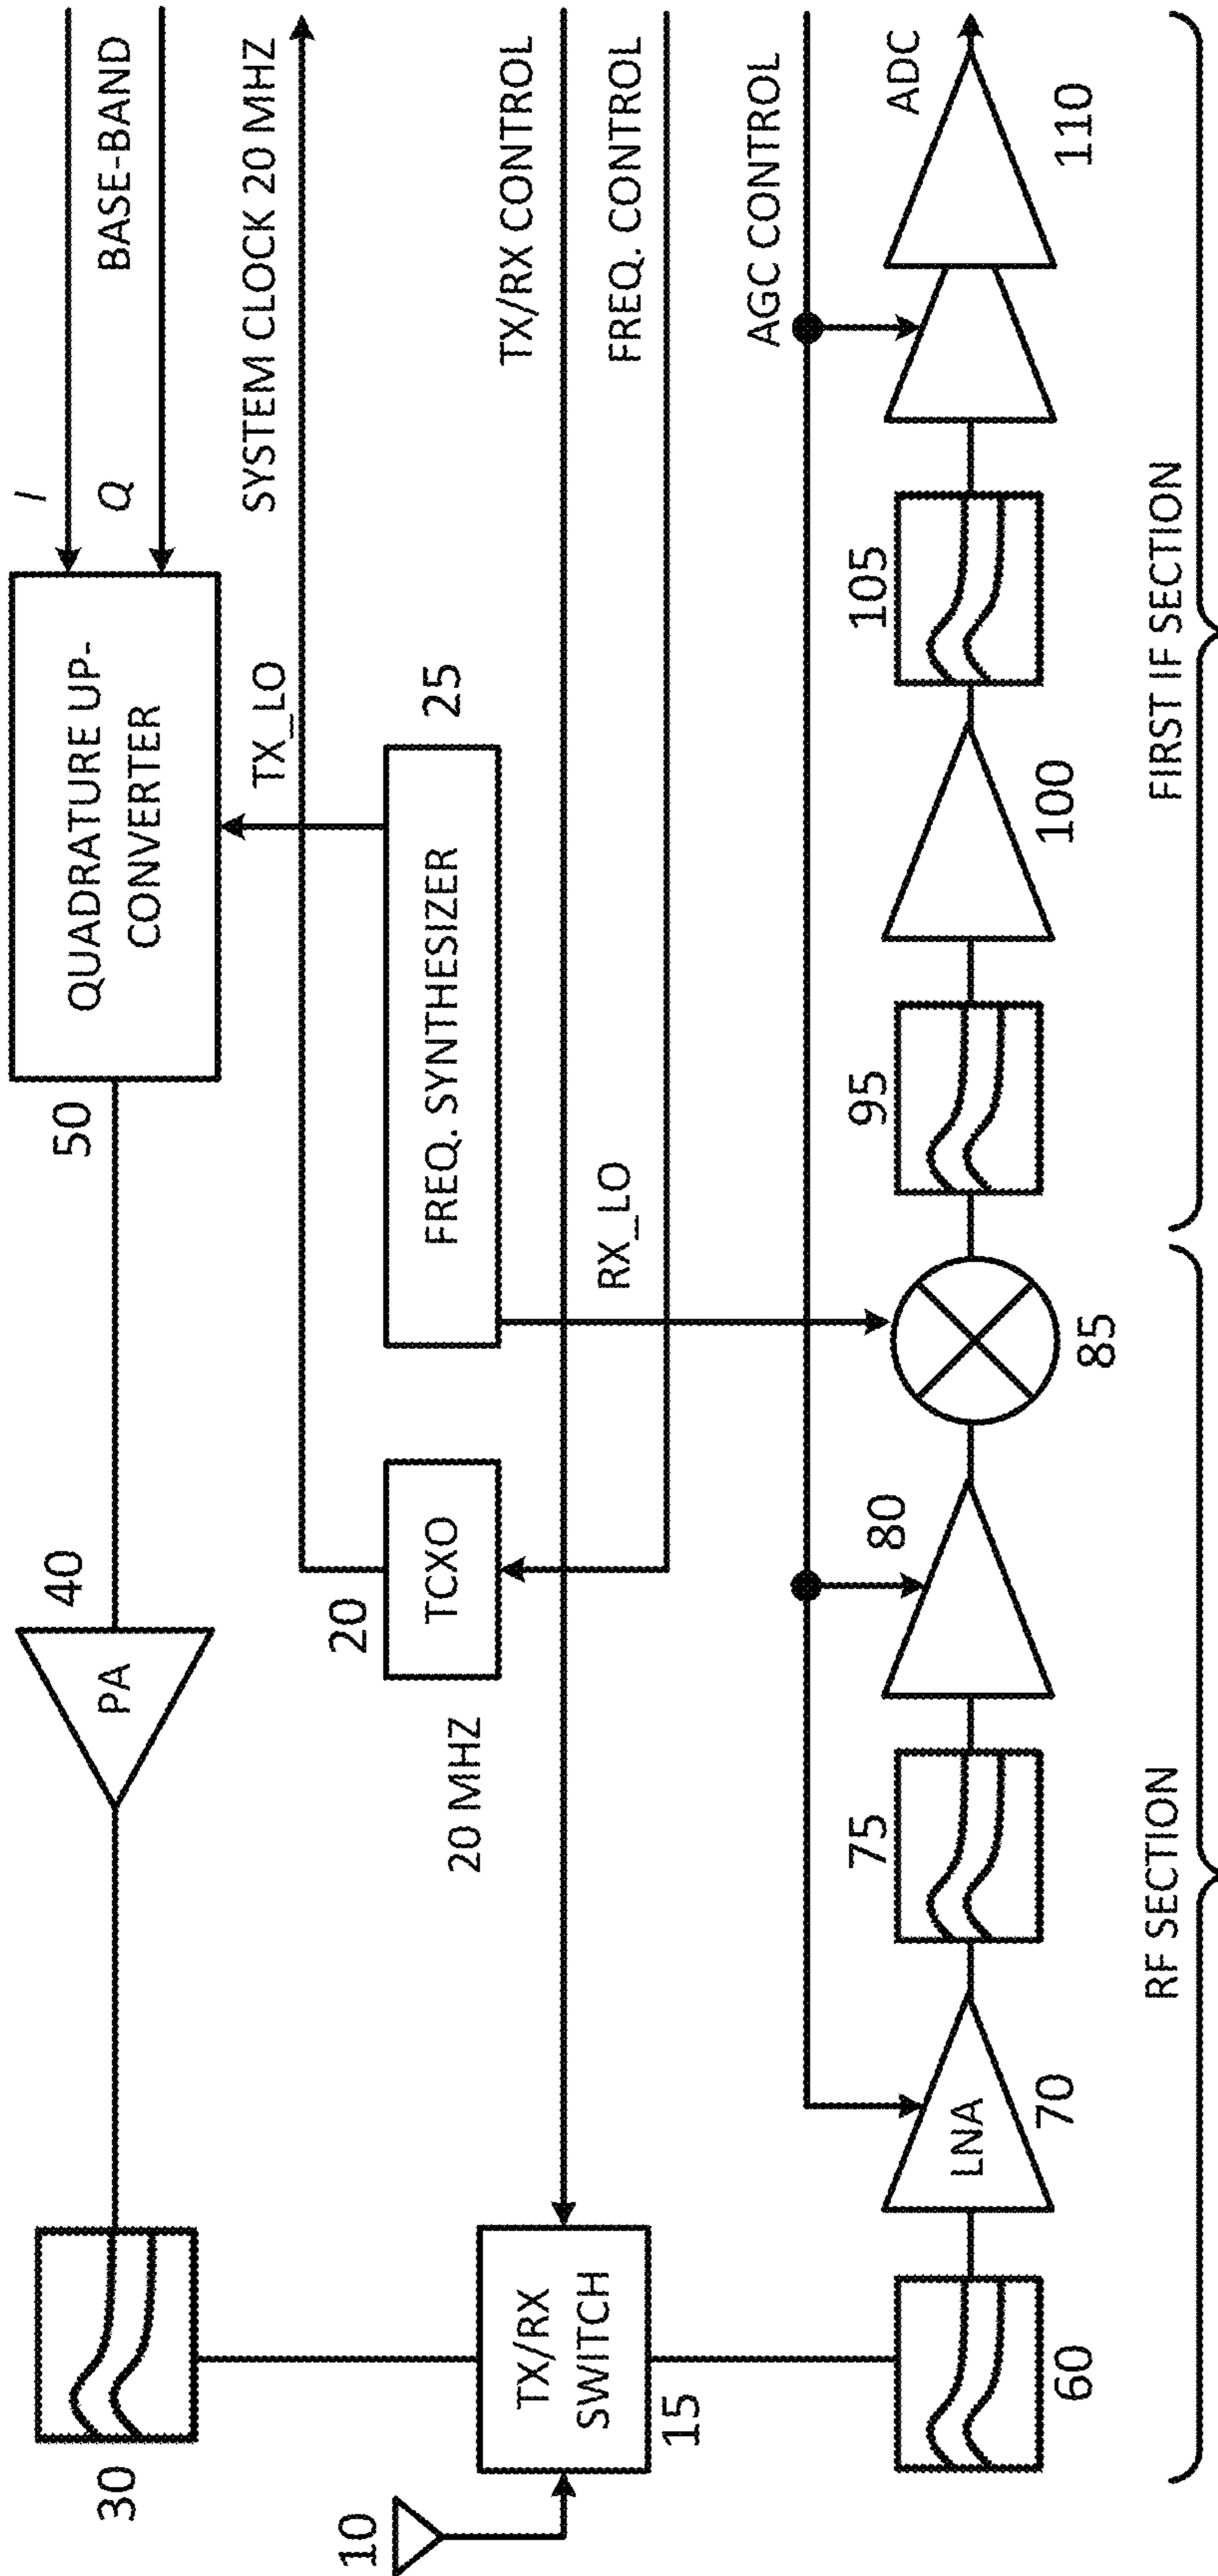 I
Q
BASE-BAND
QUADRATURE UP-
CONVERTER
50
40
PA
30
SYSTEM CLOCK 20 MHZ
TX_LO
25
FREQ. SYNTHESIZER
20
TCXO
20 MHZ
TX/RX CONTROL
FREQ. CONTROL
RX_LO
10
TX/RX
SWITCH
15
AGC CONTROL
60
LNA
70
75
80
85
95
100
105
110
ADC
RF SECTION
FIRST IF SECTION